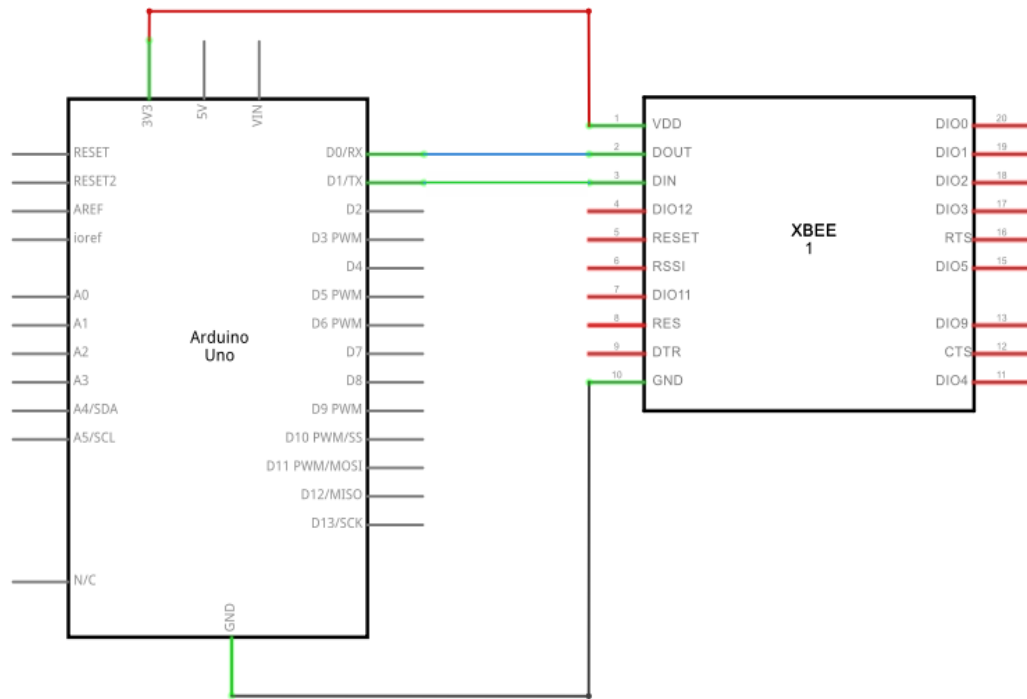 3V3
5V
VIN
RESET
RESET2
AREF
ioref
A0
A1
A2
A3
A4/SDA
A5/SCL
N/C
Arduino
Uno
D0/RX
D1/TX
D2
D3 PWM
D4
D5 PWM
D6 PWM
D7
D8
D9 PWM
D10 PWM/SS
D11 PWM/MOSI
D12/MISO
D13/SCK
GND
1 VDD
2 DOUT
3 DIN
4 DIO12
5 RESET
6 RSSI
7 DIO11
8 RES
9 DTR
10 GND
XBEE
1
DIO0 20
DIO1 19
DIO2 18
DIO3 17
RTS 16
DIO5 15
DIO9 13
CTS 12
DIO4 11